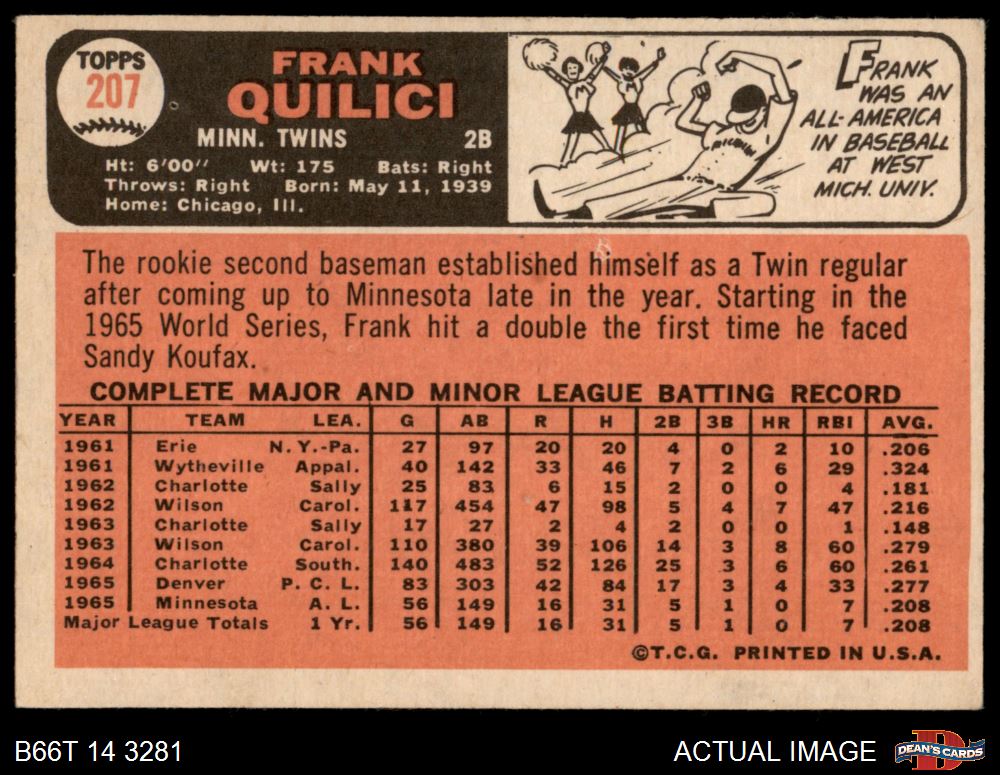 TOPPS
207
FRANK
QUILICI
MINN. TWINS 2B
Ht: 6'00" Wt: 175 Bats: Right
Throws: Right Born: May 11, 1939
Home: Chicago, Ill.
FRANK
WAS AN
ALL-AMERICA
IN BASEBALL
AT WEST
MICH. UNIV.
M
M
The rookie second baseman established himself as a Twin regular
after coming up to Minnesota late in the year. Starting in the
1965 World Series, Frank hit a double the first time he faced
Sandy Koufax.
COMPLETE MAJOR AND MINOR LEAGUE BATTING RECORD
YEAR TEAM LEA. G AB R H 2B 3B HR RBI AVG.
1961 Erie N.Y.-Pa. 27 97 20 20 4 0 2 10 .206
1961 Wytheville Appal. 40 142 33 46 7 2 6 29 .324
1962 Charlotte Sally 25 83 6 15 2 0 0 4 .181
1962 Wilson Carol. 117 454 47 98 5 4 7 47 .216
1963 Charlotte Sally 17 27 2 4 2 0 0 1 .148
1963 Wilson Carol. 110 380 39 106 14 3 8 60 .279
1964 Charlotte South. 140 483 52 126 25 3 6 60 .261
1965 Denver P. C. L. 83 303 42 84 17 3 4 33 .277
1965 Minnesota A. L. 56 149 16 31 5 1 0 7 .208
Major League Totals 1 Yr. 56 149 16 31 5 1 0 7 .208
©T.C.G. PRINTED IN U.S.A.
B66T 14 3281 ACTUAL IMAGE DEAN'S CARDS